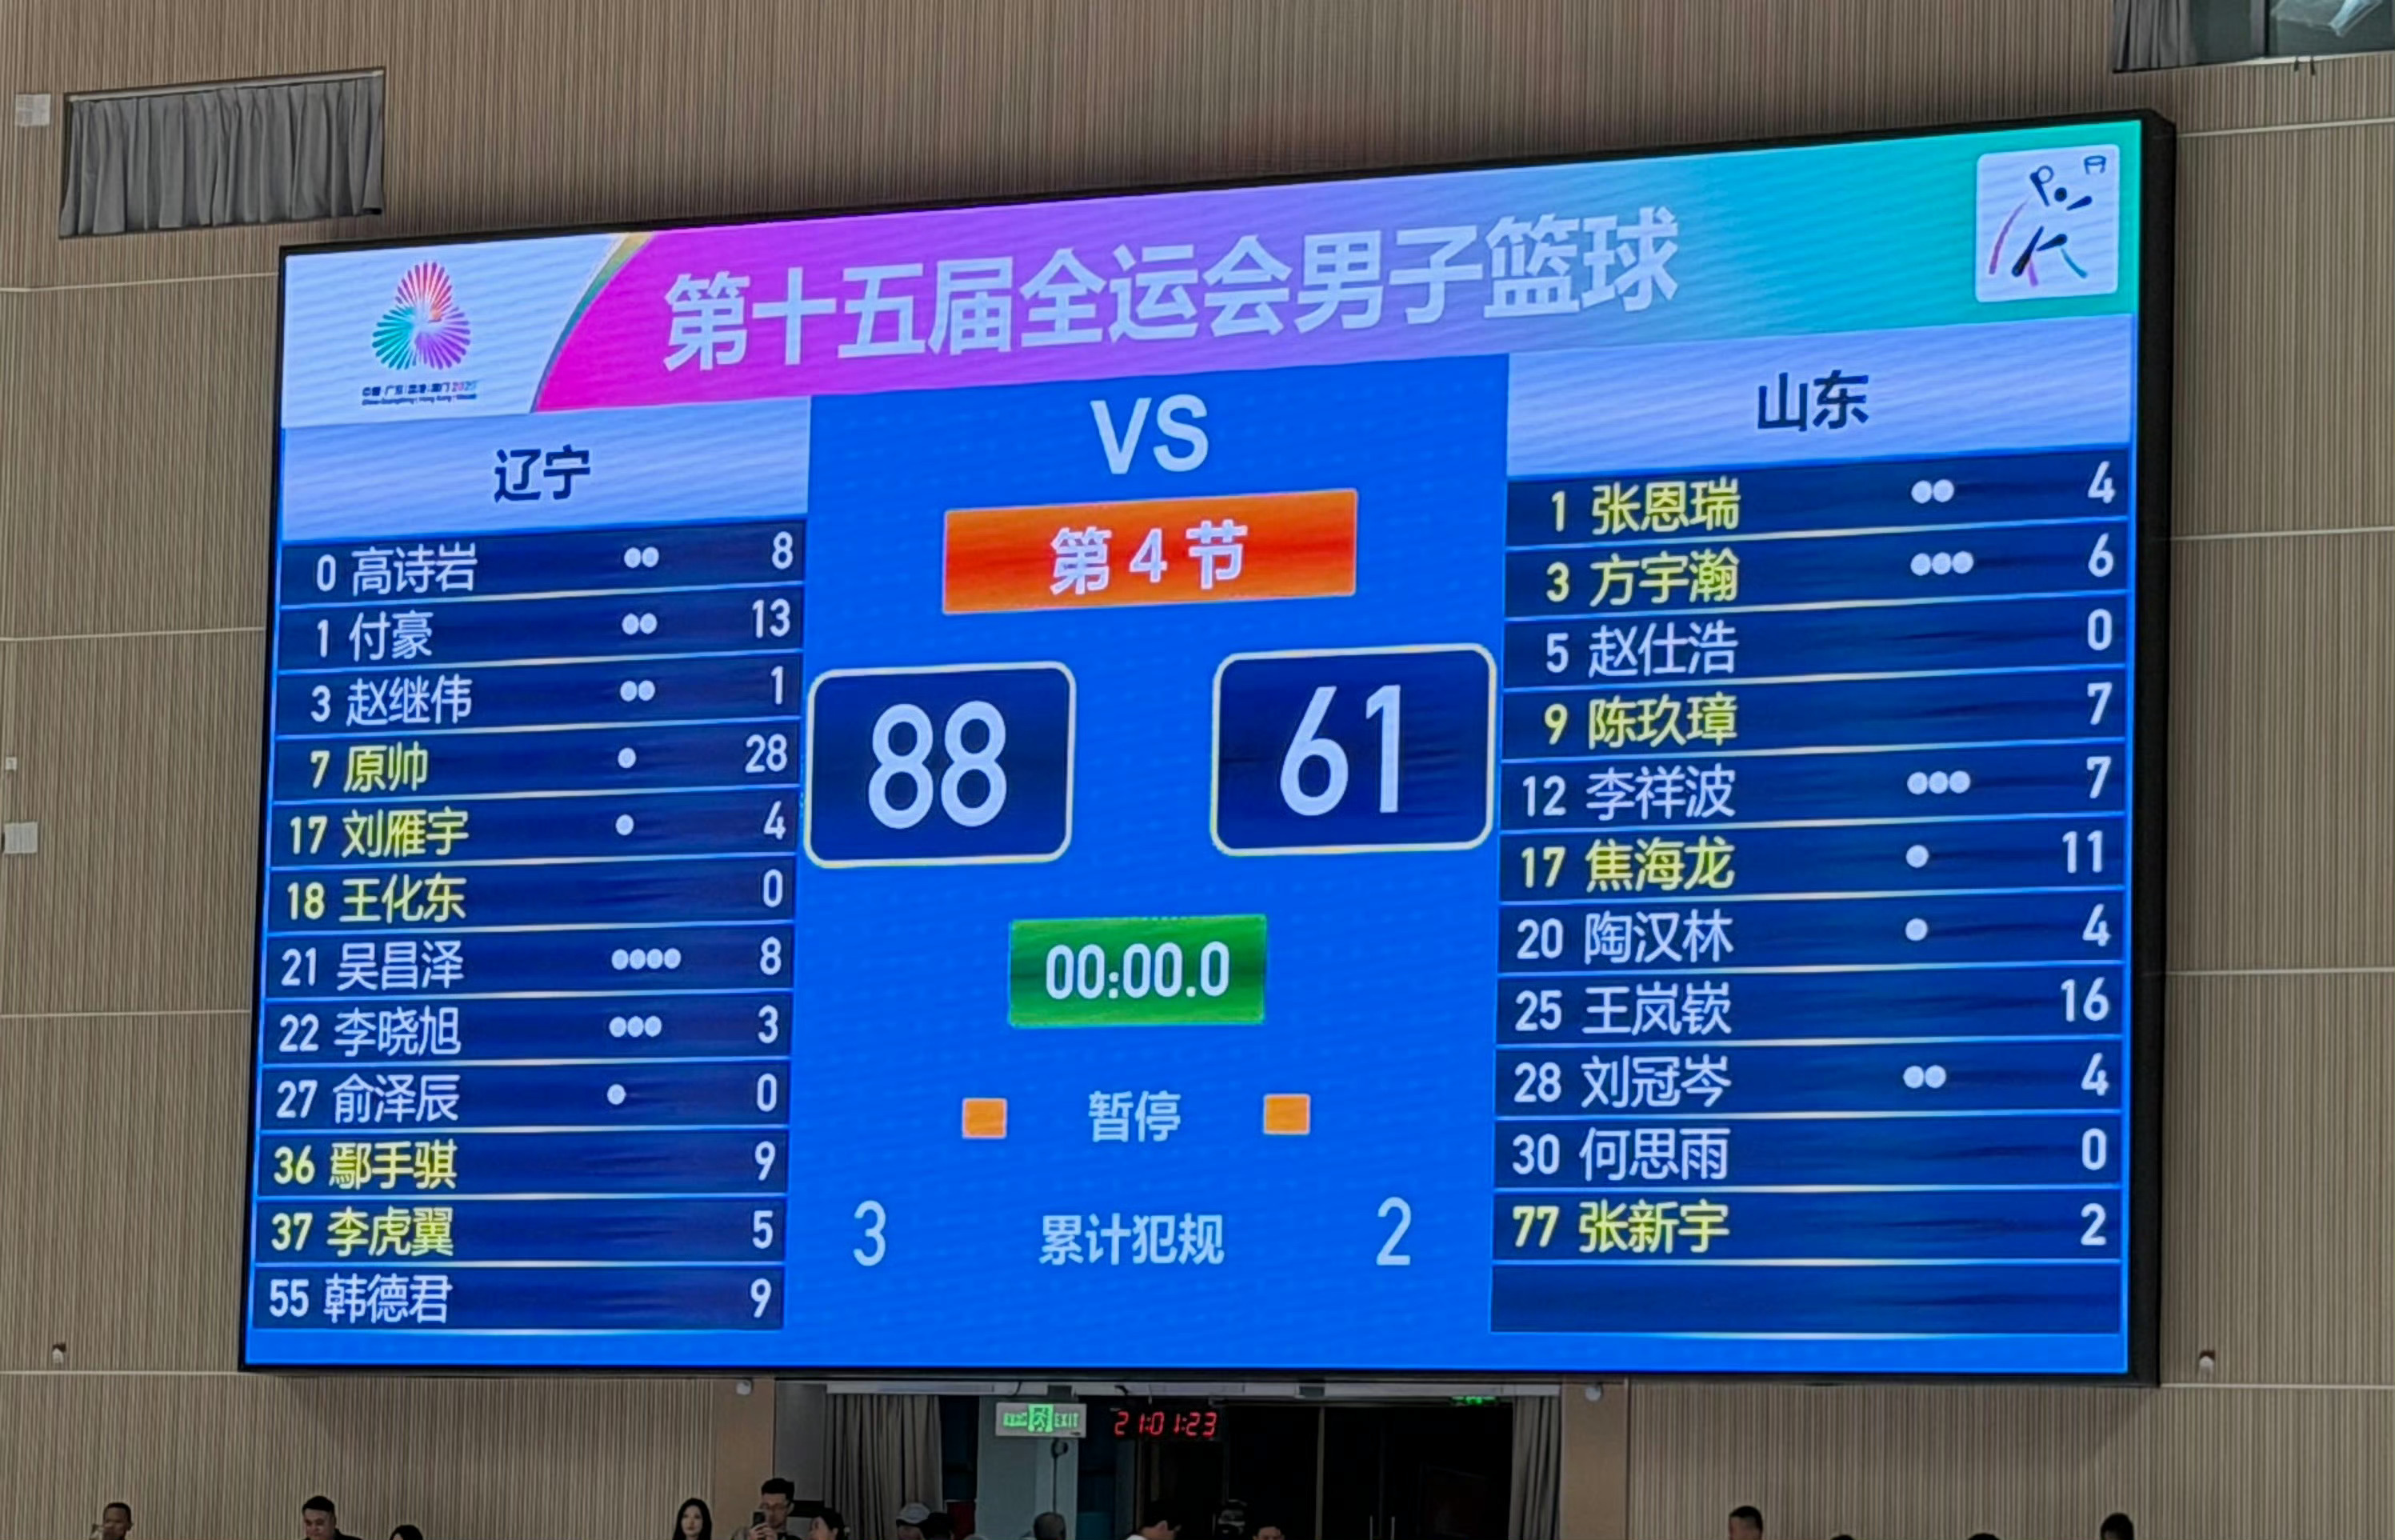 第十五届全运会男子篮球
辽宁
VS
山东
第 4 节
88
61
00:00.0
暂停
3 累计犯规 2
0 高诗岩 8
1 付豪 13
3 赵继伟 1
7 原帅 28
17 刘雁宇 4
18 王化东 0
21 吴昌泽 8
22 李晓旭 3
27 俞泽辰 0
36 鄢手骐 9
37 李虎翼 5
55 韩德君 9
1 张恩瑞 4
3 方宇瀚 6
5 赵仕浩 0
9 陈玖璋 7
12 李祥波 7
17 焦海龙 11
20 陶汉林 4
25 王岚嵚 16
28 刘冠岑 4
30 何思雨 0
77 张新宇 2
EXIT
21:01:23